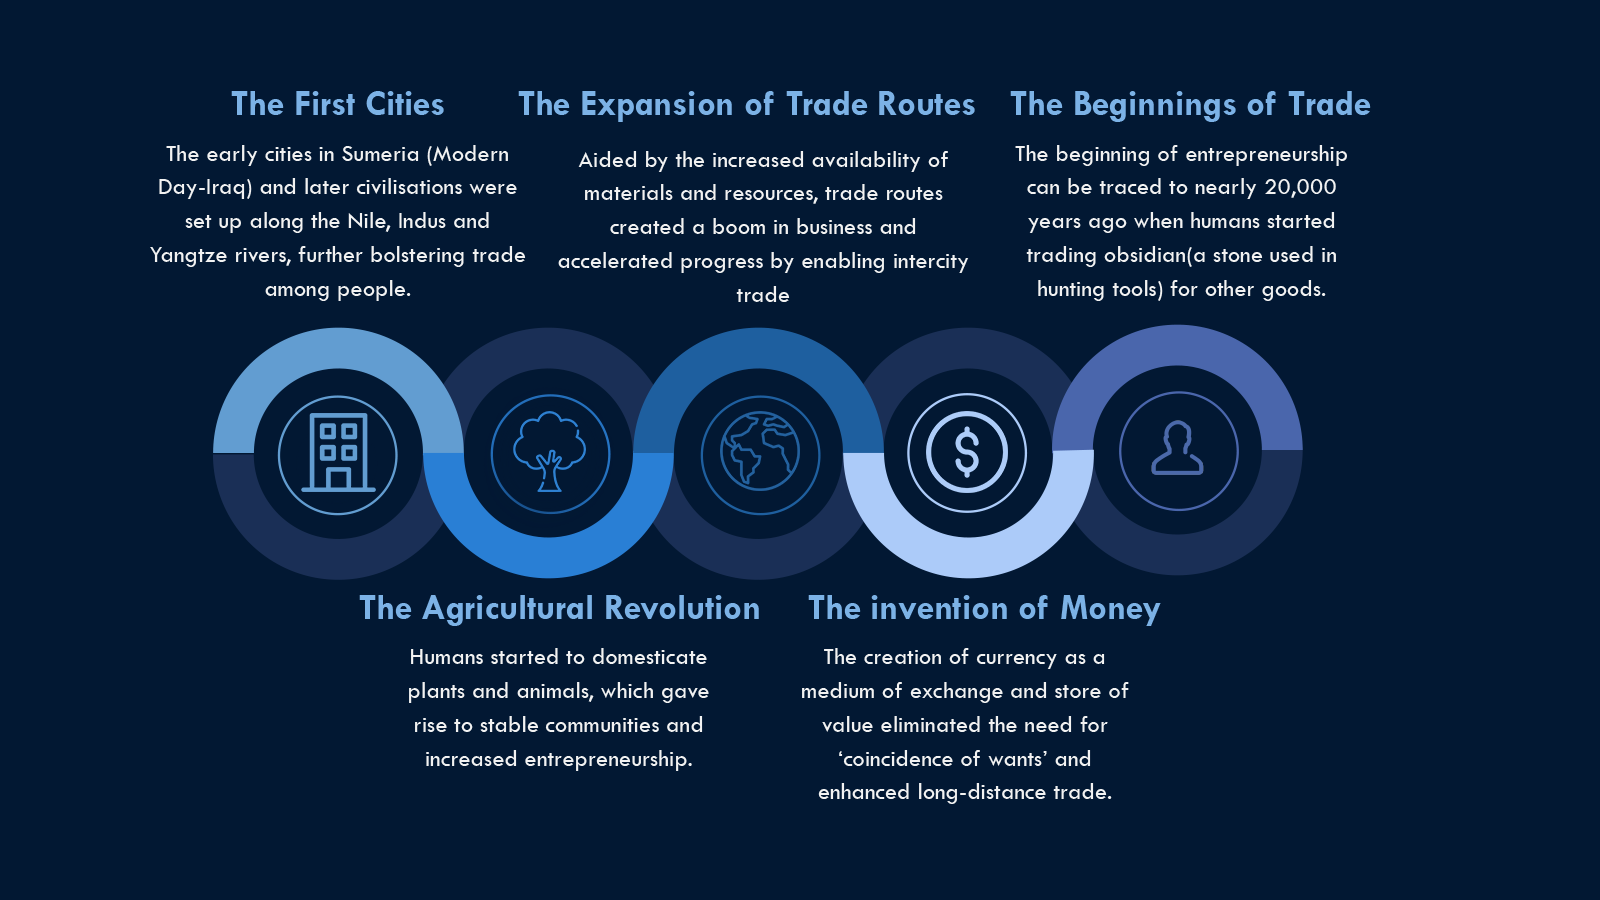 The First Cities
The early cities in Sumeria (Modern
Day-Iraq) and later civilisations were
set up along the Nile, Indus and
Yangtze rivers, further bolstering trade
among people.
The Expansion of Trade Routes
Aided by the increased availability of
materials and resources, trade routes
created a boom in business and
accelerated progress by enabling intercity
trade
The Beginnings of Trade
The beginning of entrepreneurship
can be traced to nearly 20,000
years ago when humans started
trading obsidian(a stone used in
hunting tools) for other goods.
$
The Agricultural Revolution
Humans started to domesticate
plants and animals, which gave
rise to stable communities and
increased entrepreneurship.
The invention of Money
The creation of currency as a
medium of exchange and store of
value eliminated the need for
‘coincidence of wants’ and
enhanced long-distance trade.